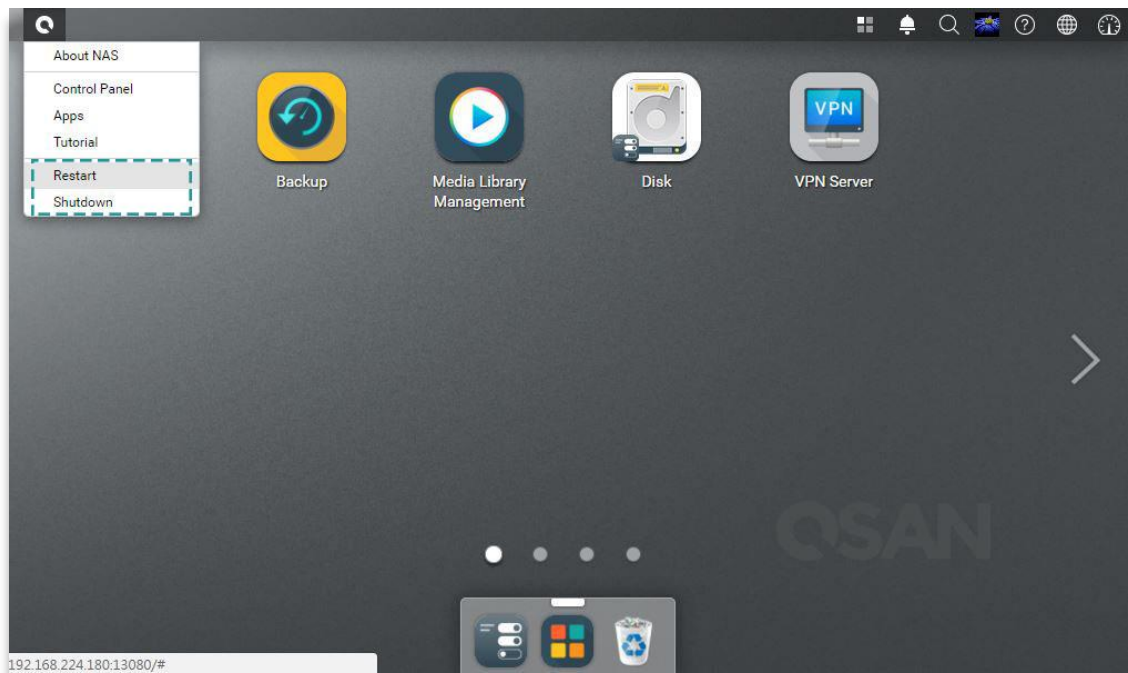 About NAS
Control Panel
Apps
Tutorial
Restart
Shutdown
Backup
Media Library
Management
Disk
VPN
VPN Server
QSAN
192.168.224.180:13080/#